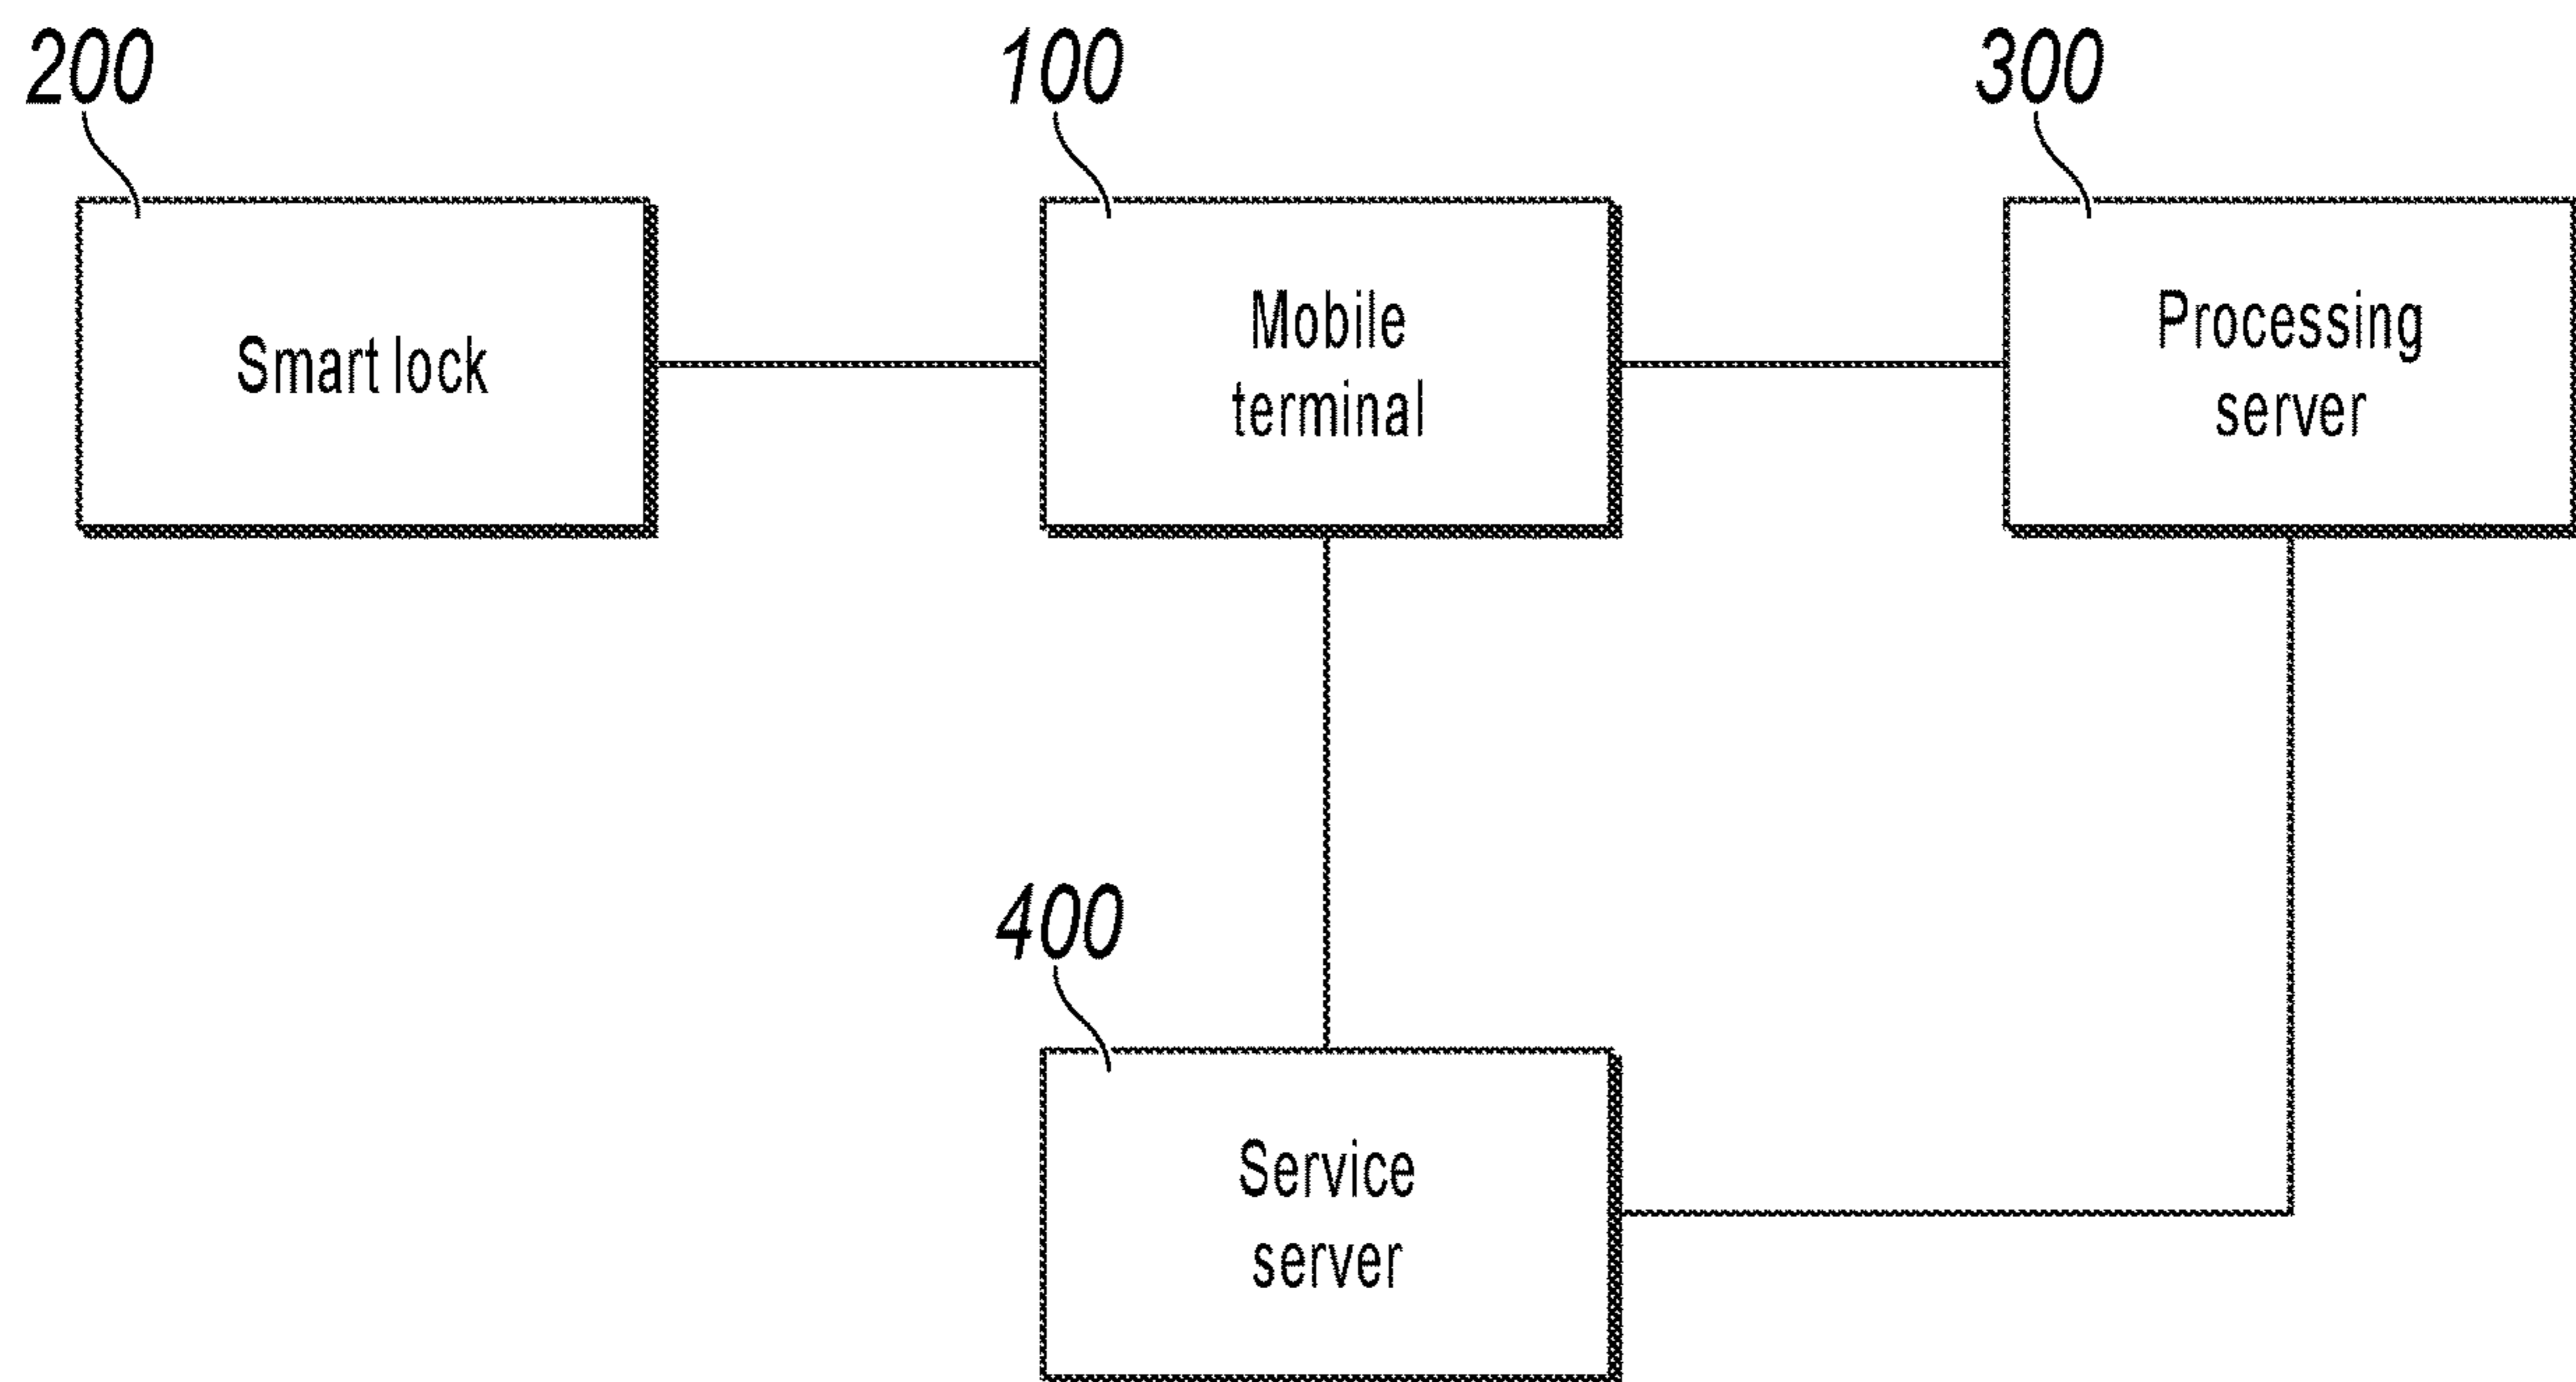 200
100
300
Smart lock
Mobile
terminal
Processing
server
400
Service
server